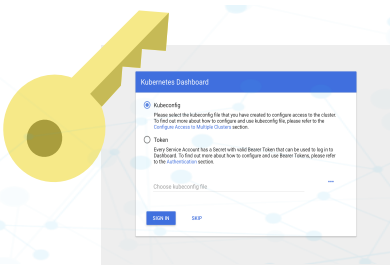 Kubernetes Dashboard
Kubeconfig
Please select the kubeconfig file that you have created to configure access to the cluster.
To find out more about how to configure and use kubeconfig file, please refer to the
Configure Access to Multiple Clusters section.
Token
Every Service Account has a Secret with valid Bearer Token that can be used to log in to
Dashboard. To find out more about how to configure and use Bearer Tokens, please refer
to the Authentication section.
Choose kubeconfig file
SIGN IN SKIP